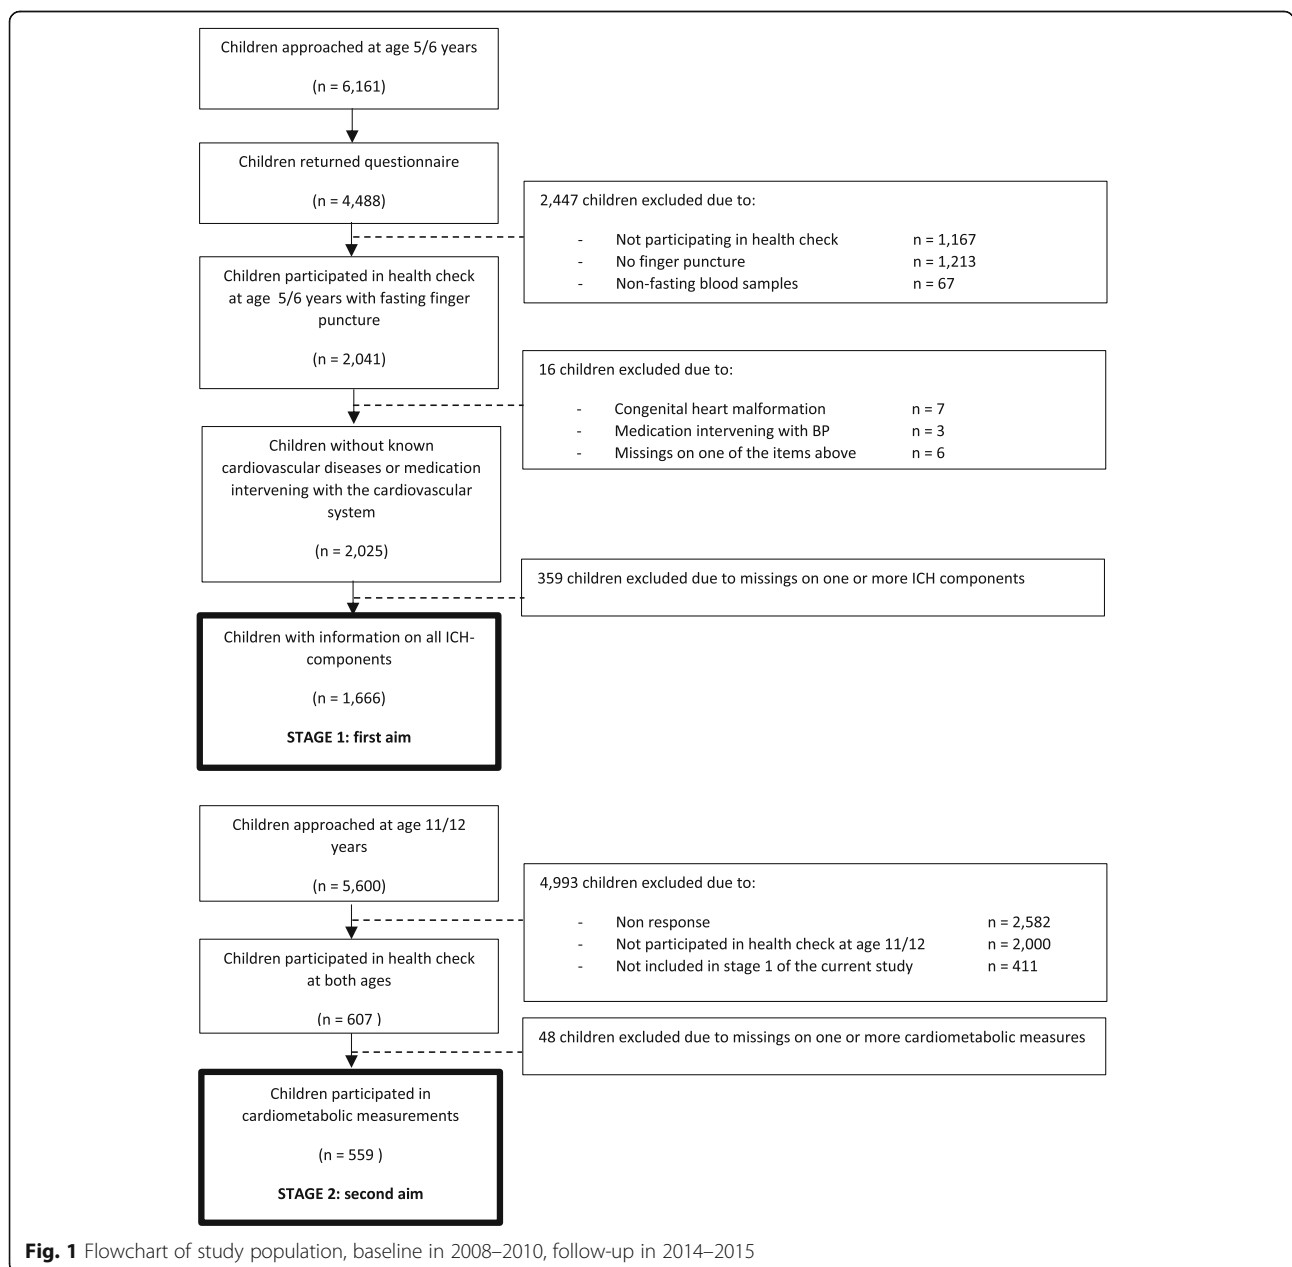 Children approached at age 5/6 years
(n = 6,161)
Children returned questionnaire
(n = 4,488)
2,447 children excluded due to:
- Not participating in health check n = 1,167
- No finger puncture n = 1,213
- Non-fasting blood samples n = 67
Children participated in health check
at age 5/6 years with fasting finger
puncture
(n = 2,041)
16 children excluded due to:
- Congenital heart malformation n = 7
- Medication intervening with BP n = 3
- Missings on one of the items above n = 6
Children without known
cardiovascular diseases or medication
intervening with the cardiovascular
system
(n = 2,025)
359 children excluded due to missings on one or more ICH components
Children with information on all ICH-
components
(n = 1,666)
STAGE 1: first aim
Children approached at age 11/12
years
(n = 5,600)
4,993 children excluded due to:
- Non response n = 2,582
- Not participated in health check at age 11/12 n = 2,000
- Not included in stage 1 of the current study n = 411
Children participated in health check
at both ages
(n = 607 )
48 children excluded due to missings on one or more cardiometabolic measures
Children participated in
cardiometabolic measurements
(n = 559 )
STAGE 2: second aim
Fig. 1 Flowchart of study population, baseline in 2008–2010, follow-up in 2014–2015